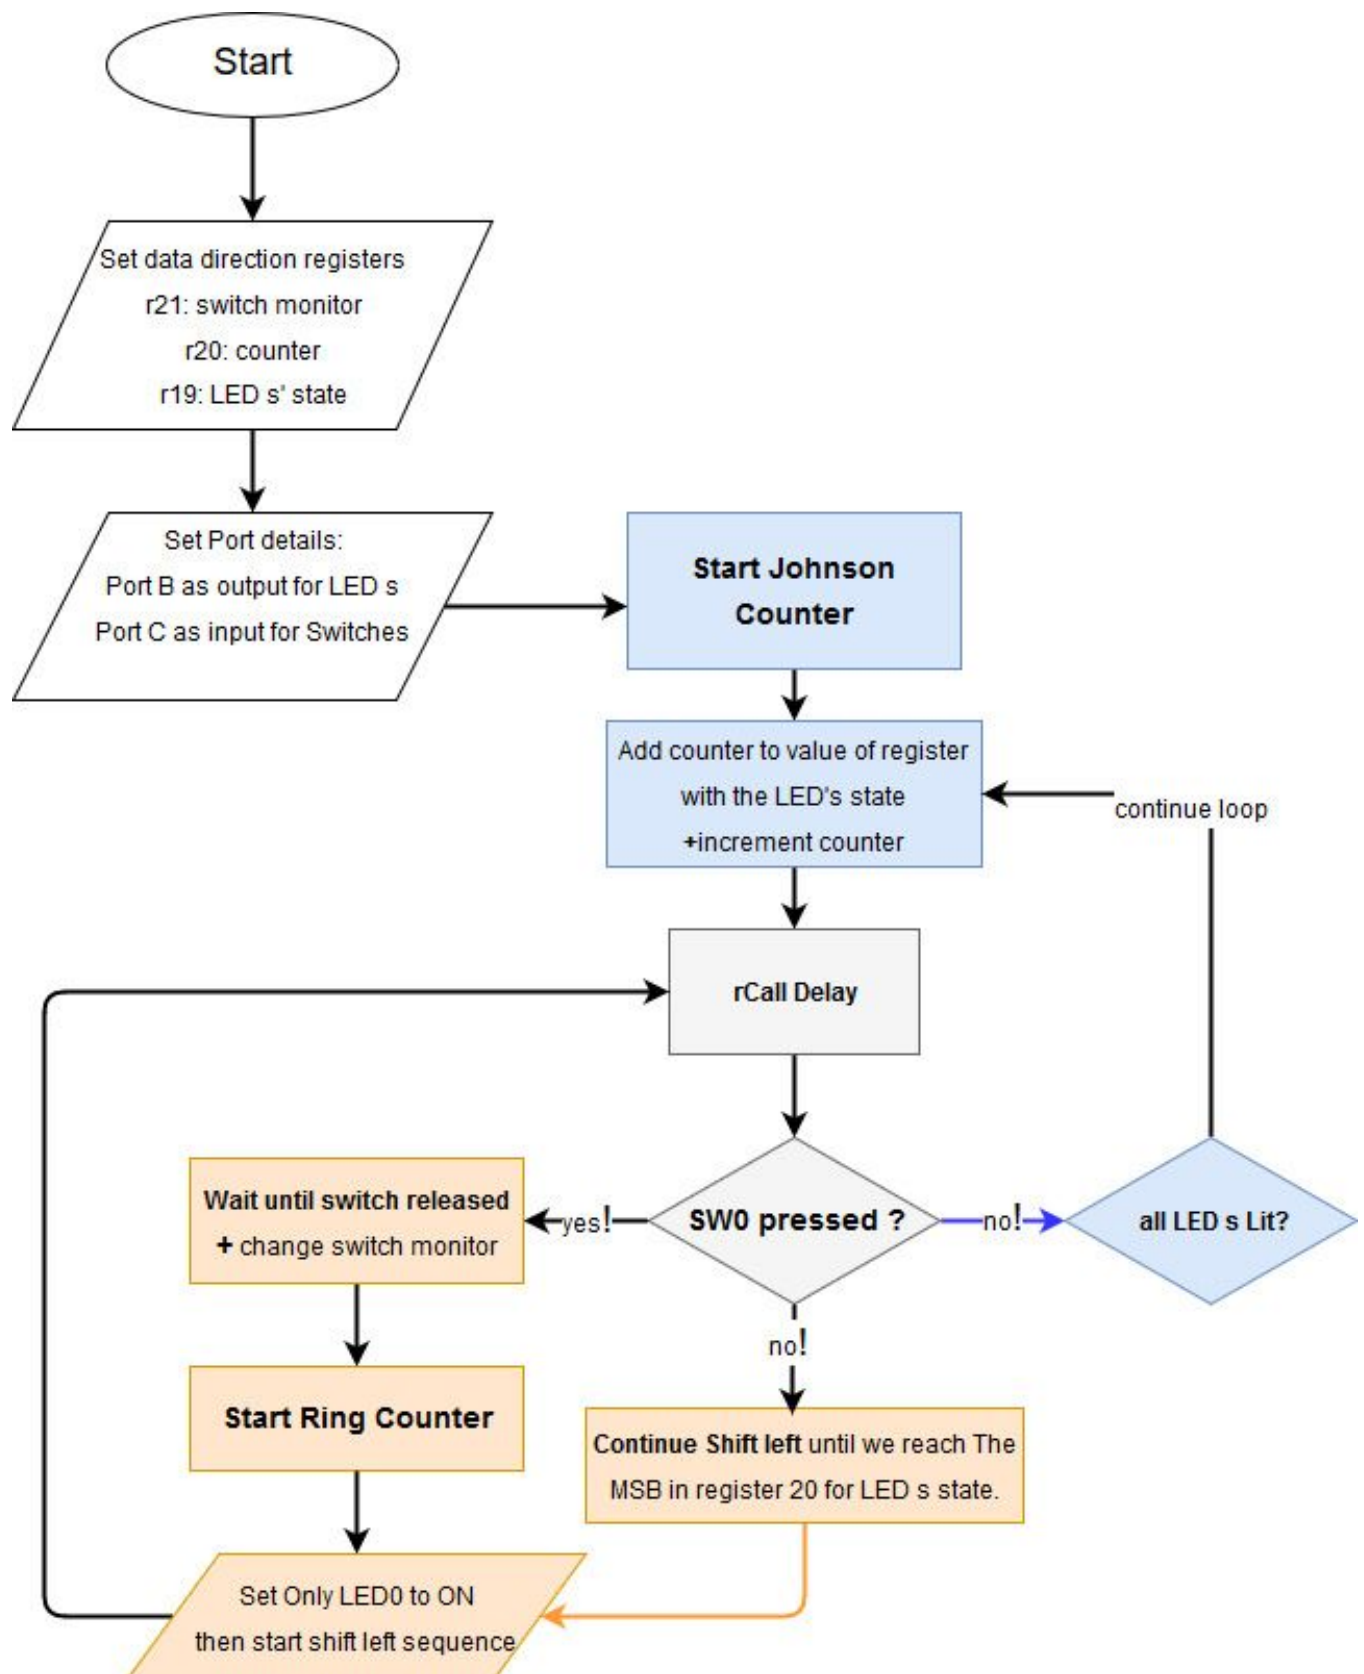 Start
Set data direction registers
r21: switch monitor
r20: counter
r19: LED s' state
Set Port details:
Port B as output for LED s
Port C as input for Switches
Start Johnson
Counter
Add counter to value of register
with the LED's state
+increment counter
continue loop
rCall Delay
SW0 pressed ?
yes!
no!
all LED s Lit?
Wait until switch released
+ change switch monitor
no!
Start Ring Counter
Continue Shift left until we reach The
MSB in register 20 for LED s state.
Set Only LED0 to ON
then start shift left sequence